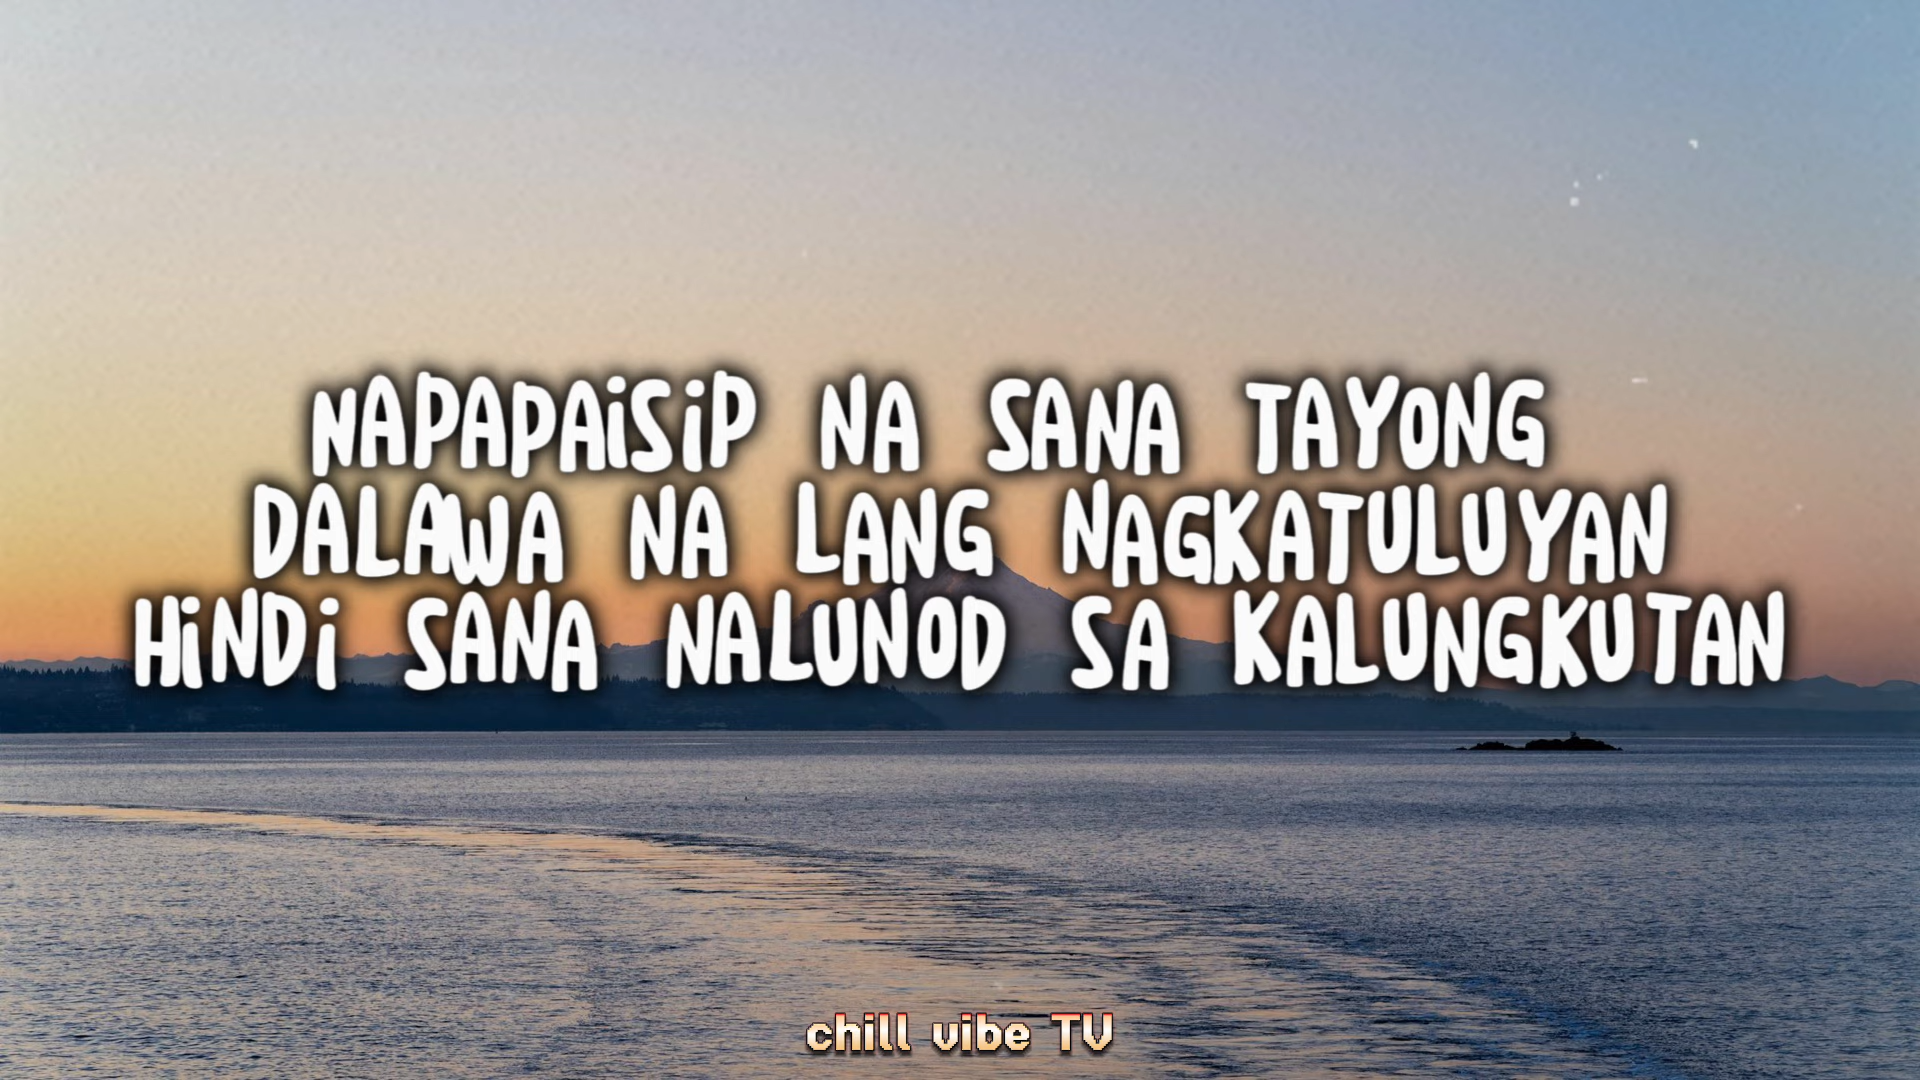 NAPAPAiSiP NA SANA TAYONG
DALAWA NA LANG NAGKATULUYAN
HiNDi SANA NALUNOD SA KALUNGKUTAN
chill vibe TV